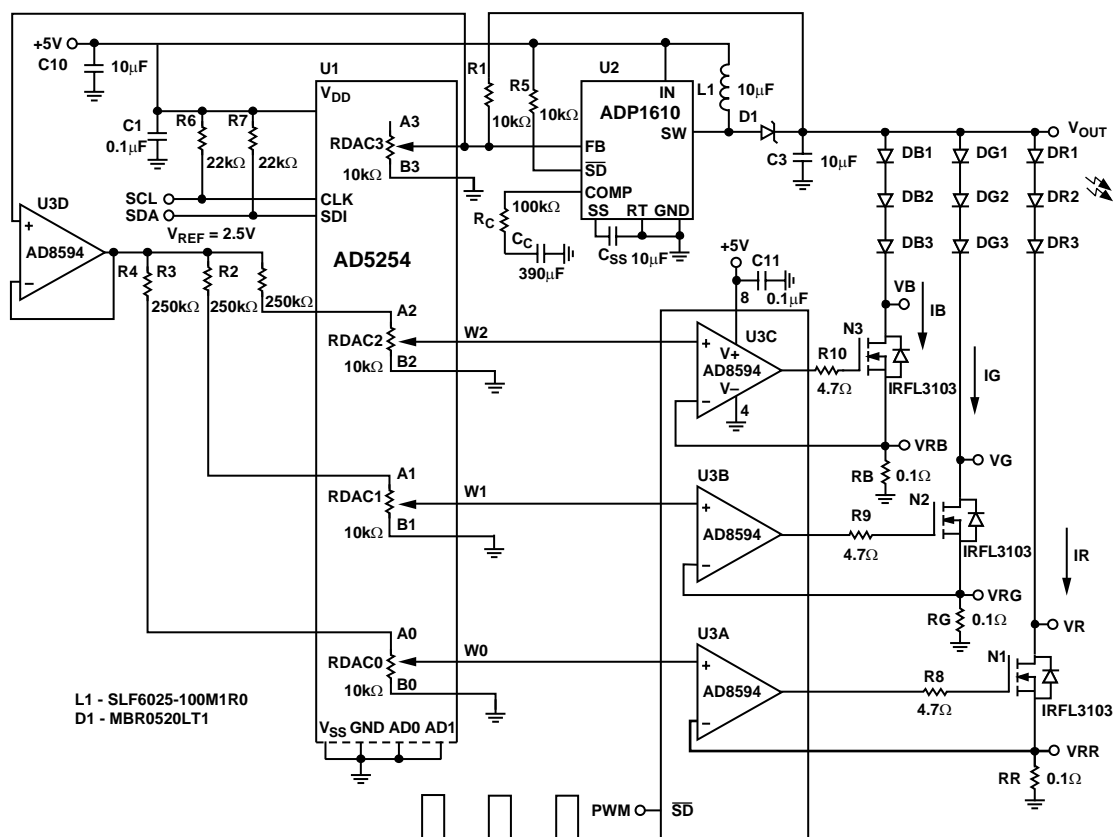 +5V
C10
10µF
U1
R1
R5
U2
L1
10µF
VDD
R6
R7
C1
0.1µF
22kΩ
22kΩ
A3
RDAC3
10kΩ
B3
10kΩ
10kΩ
IN
ADP1610
SW
FB
SD
COMP
SS
RT
GND
D1
C3
10µF
VOUT
DB1
DG1
DR1
DB2
DG2
DR2
DB3
DG3
DR3
SCL
SDA
CLK
SDI
VREF = 2.5V
RC
100kΩ
CC
390µF
CSS
10µF
U3D
+
AD8594
−
R4
R3
R2
250kΩ
250kΩ
250kΩ
AD5254
+5V
C11
0.1µF
8
A2
RDAC2
10kΩ
B2
W2
+
U3C
V+
AD8594
V−
−
4
R10
4.7Ω
N3
IRFL3103
VB
IB
IG
VRB
RB
0.1Ω
VG
A1
RDAC1
10kΩ
B1
W1
U3B
+
AD8594
−
R9
4.7Ω
N2
IRFL3103
IR
VRG
RG
0.1Ω
VR
A0
RDAC0
10kΩ
B0
W0
U3A
+
AD8594
−
R8
4.7Ω
N1
IRFL3103
VRR
RR
0.1Ω
L1 - SLF6025-100M1R0
D1 - MBR0520LT1
VSS GND AD0 AD1
PWM
SD